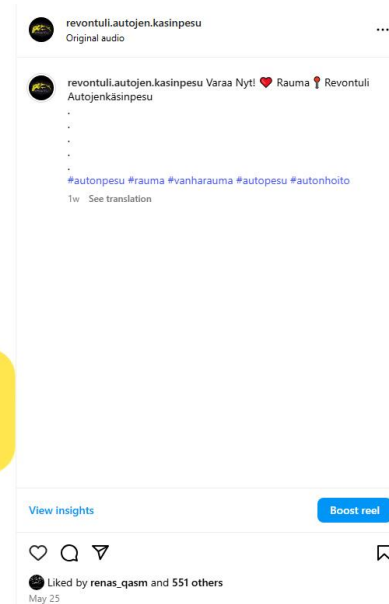 revontuli.autojen.kasinpesu
Original audio
revontuli.autojen.kasinpesu Varaa Nyt! ❤️ Rauma 📍 Revontuli
Autojenkäsinpesu
.
.
.
.
.
#autonpesu #rauma #vanharauma #autopesu #autonhoito
1w See translation
View insights
Boost reel
Liked by renas_qasm and 551 others
May 25